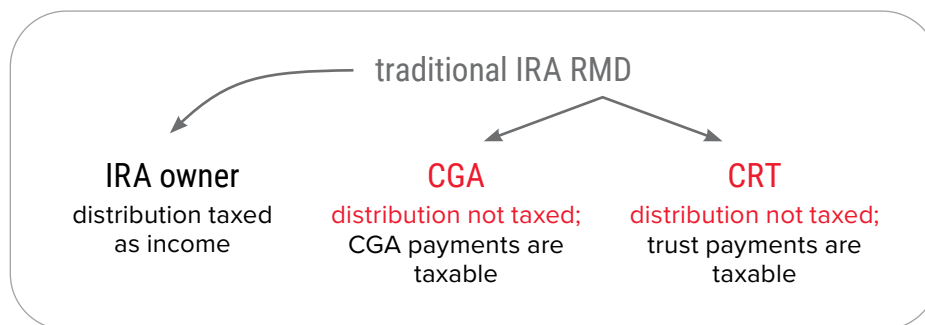 traditional IRA RMD
IRA owner
distribution taxed
as income
CGA
distribution not taxed;
CGA payments are
taxable
CRT
distribution not taxed;
trust payments are
taxable